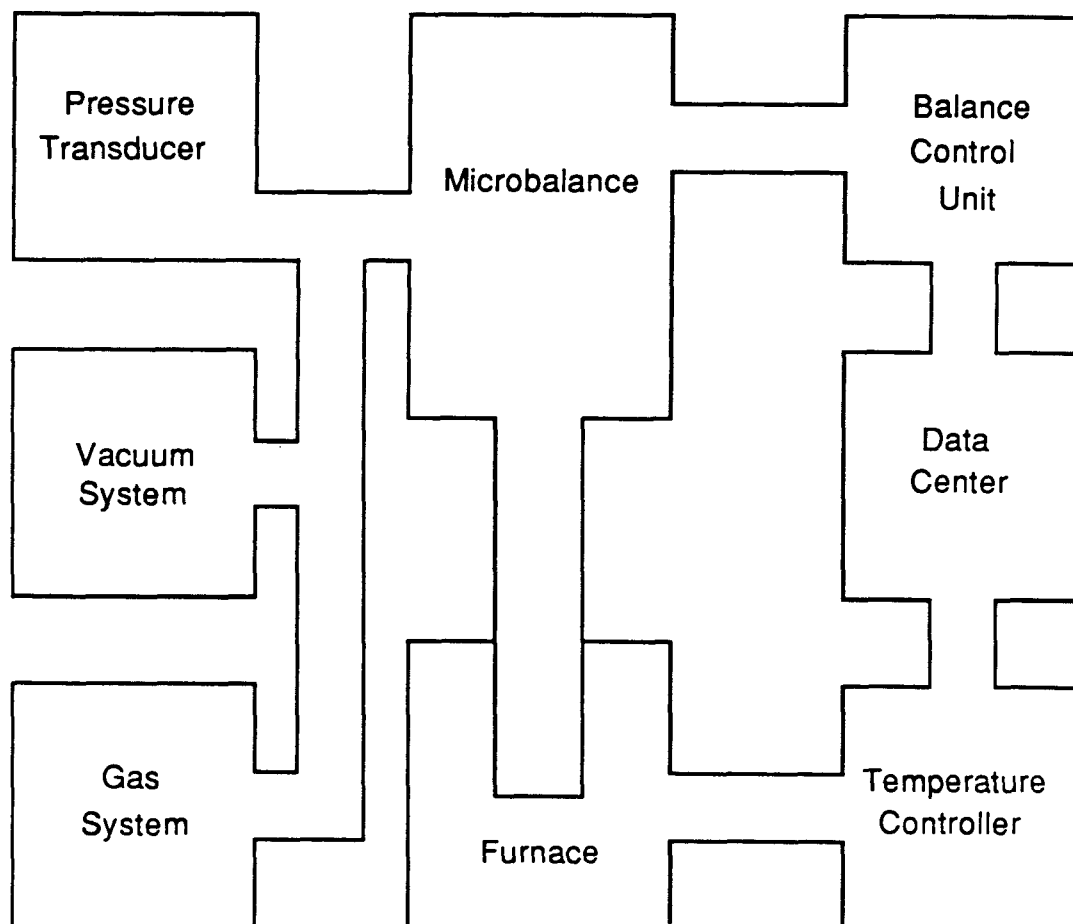 Pressure
Transducer
Microbalance
Balance
Control
Unit
Vacuum
System
Data
Center
Gas
System
Furnace
Temperature
Controller